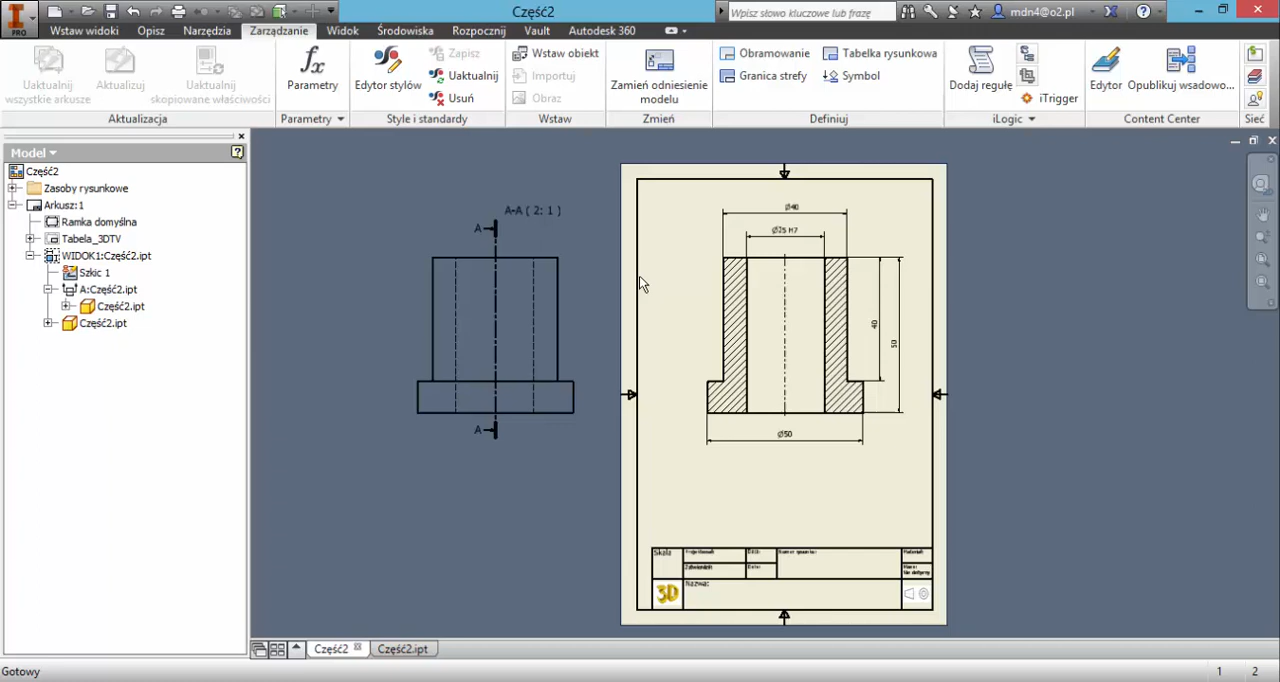 PRO
Część2
Wpisz słowo kluczowe lub frazę
mdn4@o2.pl
Wstaw widoki
Opisz
Narzędzia
Zarządzanie
Widok
Środowiska
Rozpocznij
Vault
Autodesk 360
Uaktualnij
wszystkie arkusze
Aktualizuj
Uaktualnij
skopiowane właściwości
Aktualizacja
Parametry
Parametry
Edytor stylów
Zapisz
Uaktualnij
Usuń
Style i standardy
Wstaw obiekt
Importuj
Obraz
Wstaw
Zamień odniesienie
modelu
Zmień
Obramowanie
Granica strefy
Tabelka rysunkowa
Symbol
Definiuj
Dodaj regułę
iTrigger
iLogic
Edytor
Opublikuj wsadowo...
Content Center
Sieć
Model
Część2
Zasoby rysunkowe
Arkusz:1
Ramka domyślna
Tabela_3DTV
WIDOK1:Część2.ipt
Szkic 1
A:Część2.ipt
Część2.ipt
Część2.ipt
A-A ( 2: 1 )
A
A
Ø40
Ø25 H7
40
50
Ø50
Skala
Nazwa:
3D
Część2
Część2.ipt
Gotowy
1
2